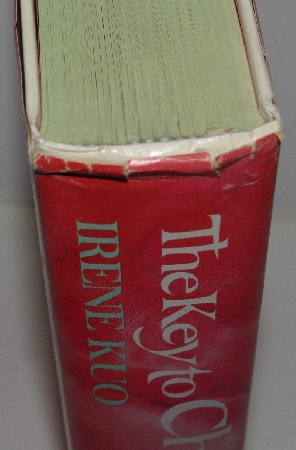 The Key to Ch
IRENE KUO